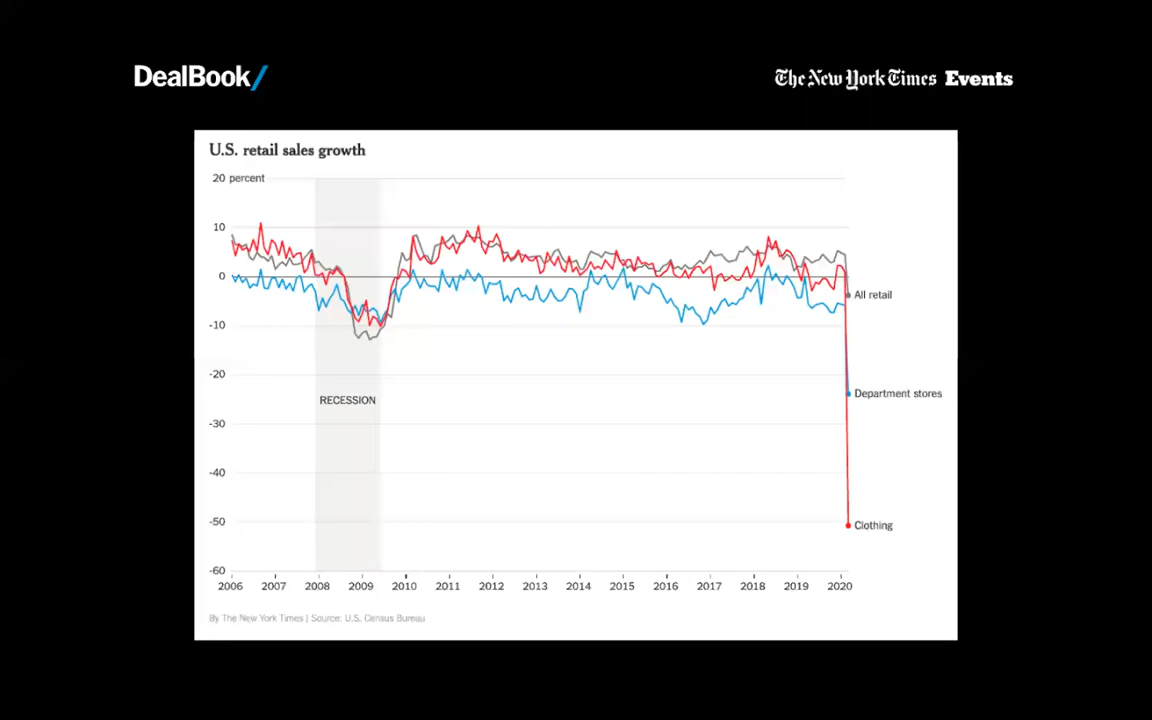 DealBook/
The New York Times Events
U.S. retail sales growth
20 percent
10
0
-10
-20
-30
-40
-50
-60
RECESSION
All retail
Department stores
Clothing
2006 2007 2008 2009 2010 2011 2012 2013 2014 2015 2016 2017 2018 2019 2020
By The New York Times | Source: U.S. Census Bureau